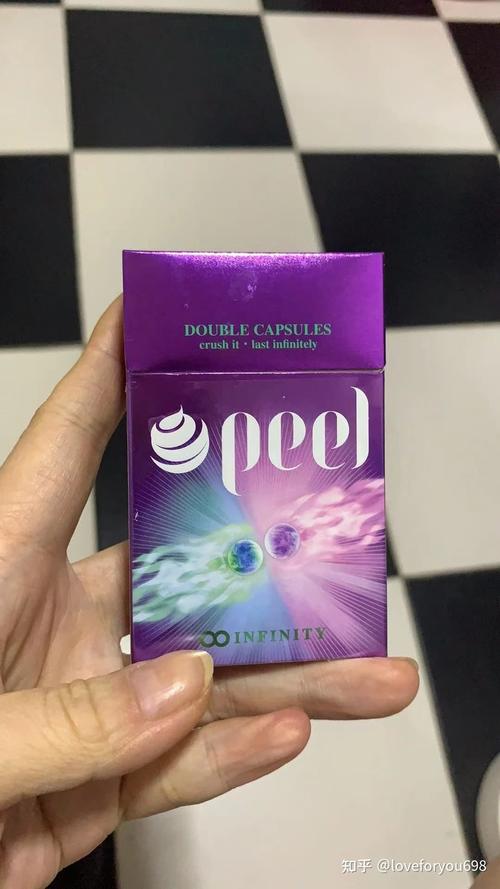 DOUBLE CAPSULES
crush it · last infinitely
peel
INFINITY
知乎 @loveforyou698